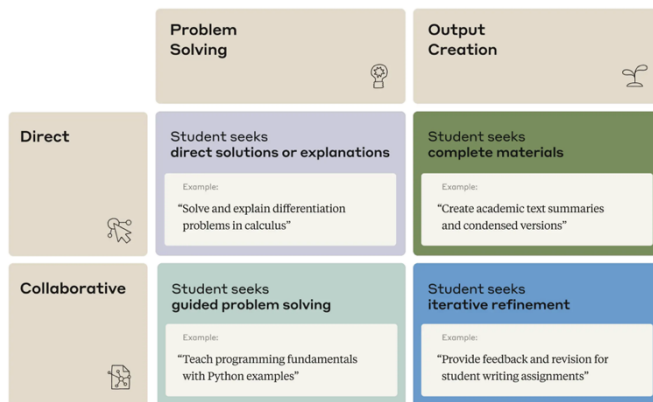 Problem
Solving
Output
Creation
Direct
Student seeks
direct solutions or explanations
Example:
“Solve and explain differentiation
problems in calculus”
Student seeks
complete materials
Example:
“Create academic text summaries
and condensed versions”
Collaborative
Student seeks
guided problem solving
Example:
“Teach programming fundamentals
with Python examples”
Student seeks
iterative refinement
Example:
“Provide feedback and revision for
student writing assignments”